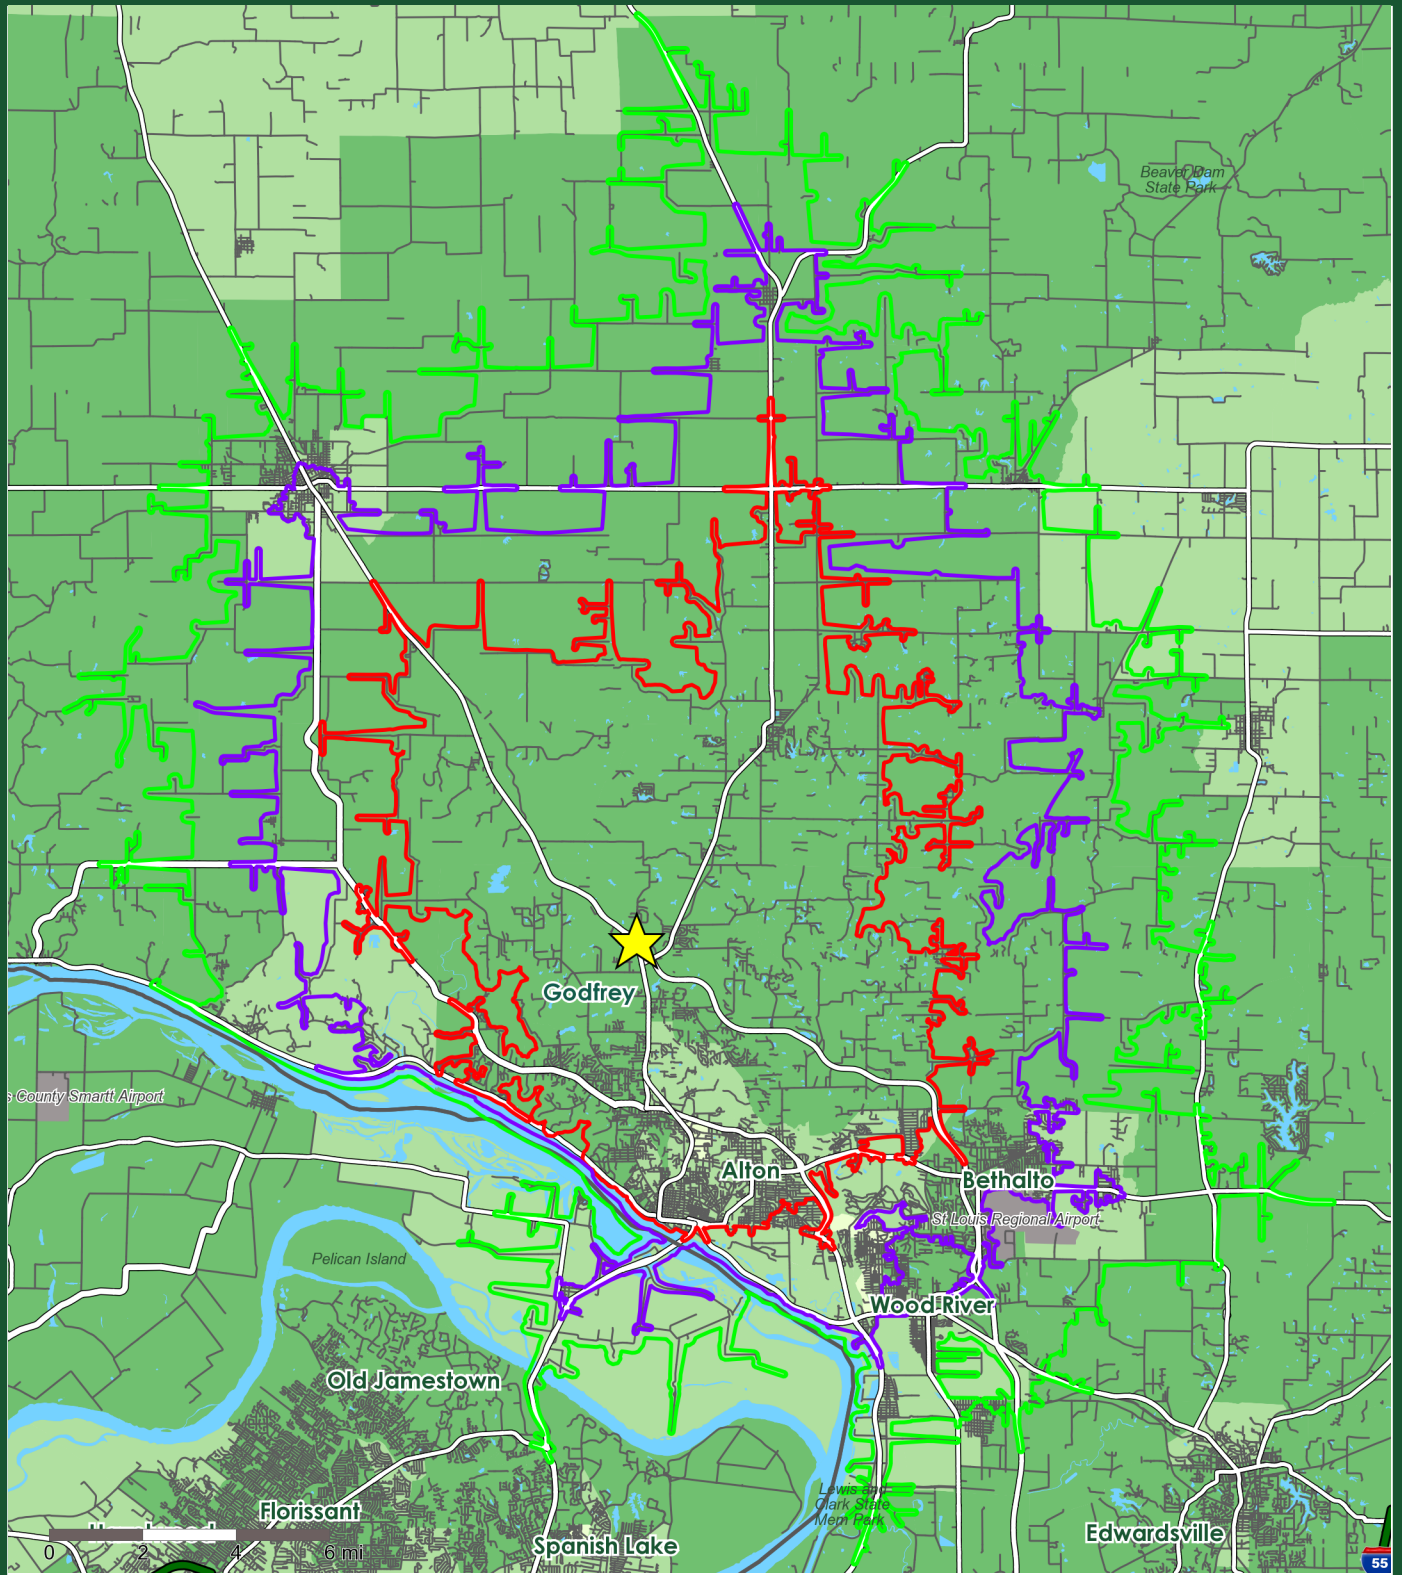 Beaver Dam
State Park
Godfrey
s County Smartt Airport
Alton
Bethalto
St Louis Regional Airport
Pelican Island
Wood River
Old Jamestown
Lewis and
Clark State
Mem Park
Florissant
Edwardsville
Spanish Lake
0 2 4 6 mi
55